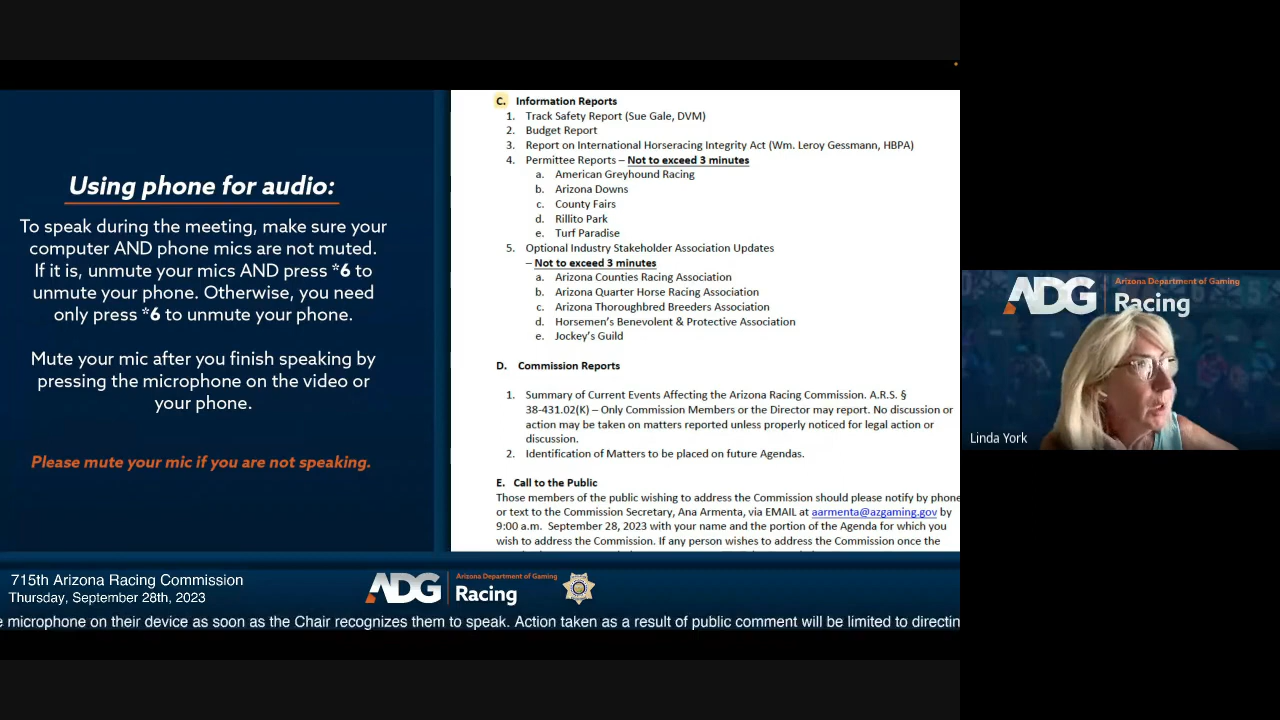 Using phone for audio:
To speak during the meeting, make sure your
computer AND phone mics are not muted.
If it is, unmute your mics AND press *6 to
unmute your phone. Otherwise, you need
only press *6 to unmute your phone.
Mute your mic after you finish speaking by
pressing the microphone on the video or
your phone.
Please mute your mic if you are not speaking.
C. Information Reports
1. Track Safety Report (Sue Gale, DVM)
2. Budget Report
3. Report on International Horseracing Integrity Act (Wm. Leroy Gessmann, HBPA)
4. Permittee Reports – Not to exceed 3 minutes
a. American Greyhound Racing
b. Arizona Downs
c. County Fairs
d. Rillito Park
e. Turf Paradise
5. Optional Industry Stakeholder Association Updates
– Not to exceed 3 minutes
a. Arizona Counties Racing Association
b. Arizona Quarter Horse Racing Association
c. Arizona Thoroughbred Breeders Association
d. Horsemen's Benevolent & Protective Association
e. Jockey's Guild
D. Commission Reports
1. Summary of Current Events Affecting the Arizona Racing Commission. A.R.S. §
38-431.02(K) – Only Commission Members or the Director may report. No discussion or
action may be taken on matters reported unless properly noticed for legal action or
discussion.
2. Identification of Matters to be placed on future Agendas.
E. Call to the Public
Those members of the public wishing to address the Commission should please notify by phone
or text to the Commission Secretary, Ana Armenta, via EMAIL at aarmenta@azgaming.gov by
9:00 a.m. September 28, 2023 with your name and the portion of the Agenda for which you
wish to address the Commission. If any person wishes to address the Commission once the
ADG Arizona Department of Gaming
Racing
Linda York
715th Arizona Racing Commission
Thursday, September 28th, 2023
ADG Arizona Department of Gaming
Racing
e microphone on their device as soon as the Chair recognizes them to speak. Action taken as a result of public comment will be limited to directin